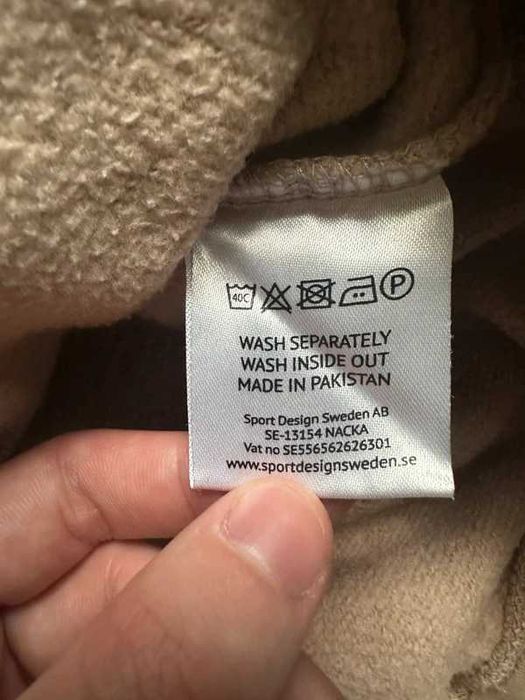 40C P
WASH SEPARATELY
WASH INSIDE OUT
MADE IN PAKISTAN
Sport Design Sweden AB
SE-13154 NACKA
Vat no SE556562626301
www.sportdesignsweden.se